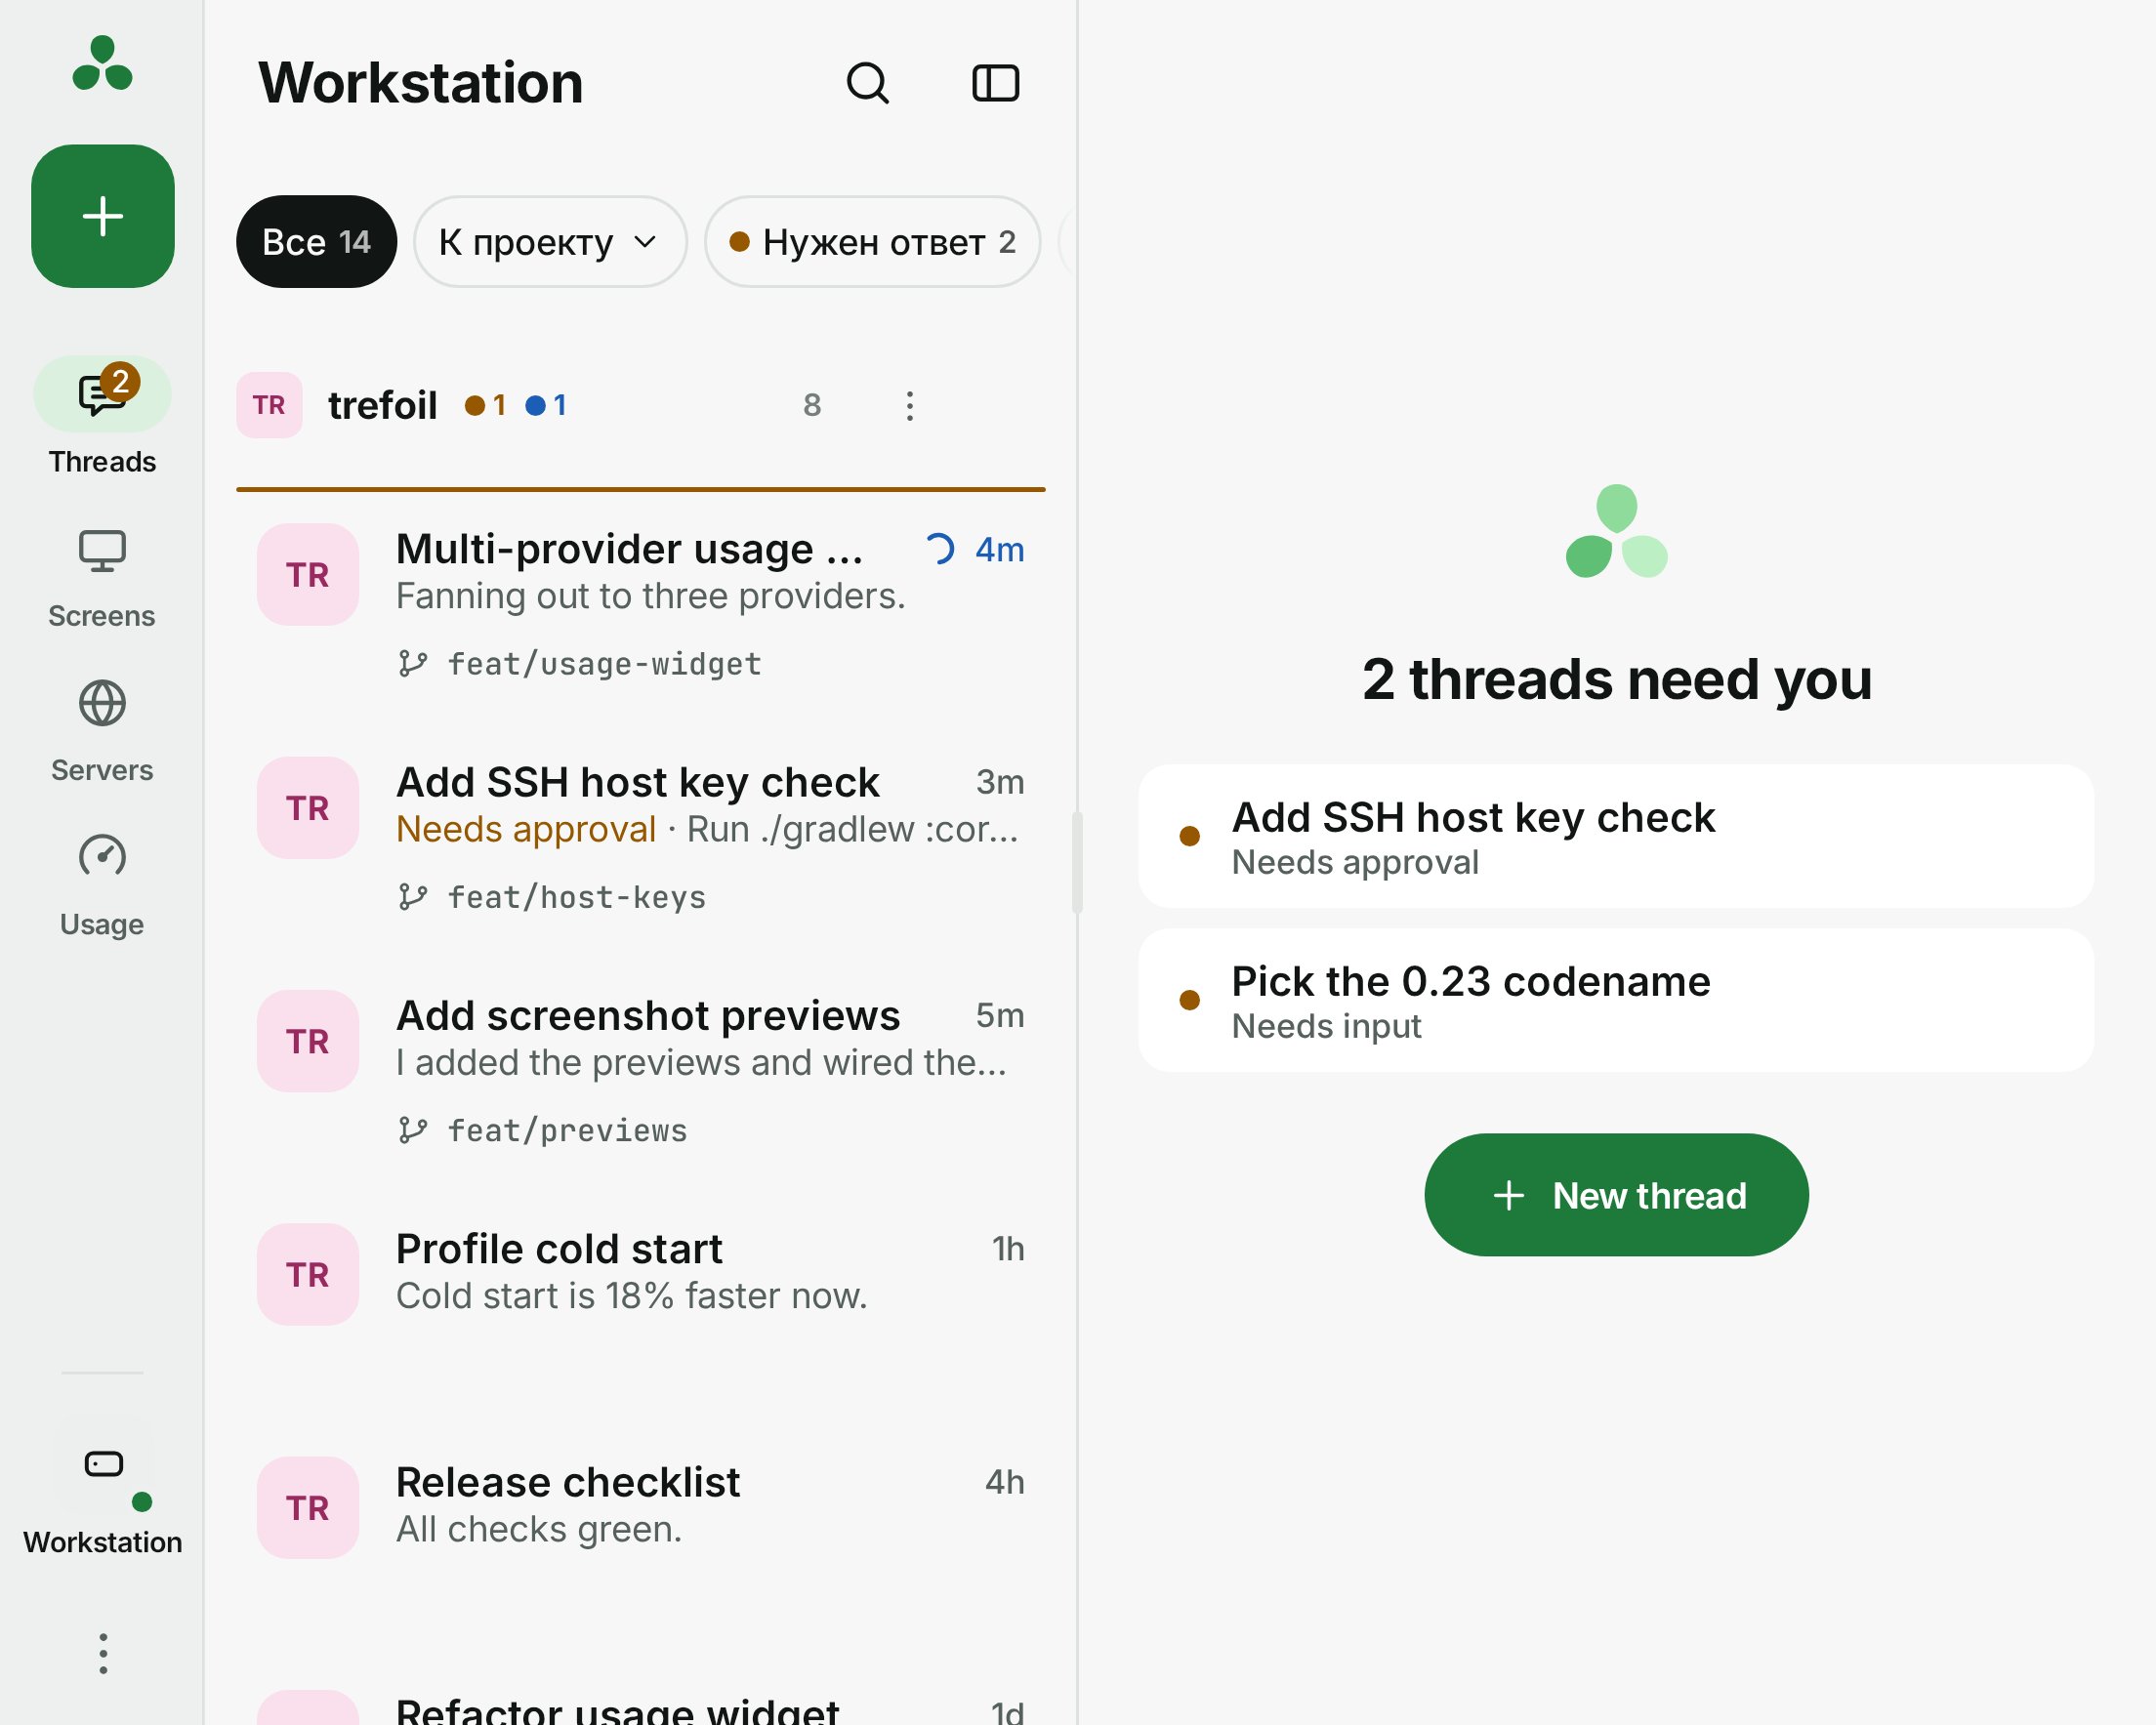 Workstation
Все 14
К проекту
Нужен ответ 2
2
Threads
Screens
Servers
Usage
Workstation
TR trefoil 1 1 8
TR
Multi-provider usage ... 4m
Fanning out to three providers.
feat/usage-widget
TR
Add SSH host key check 3m
Needs approval · Run ./gradlew :cor...
feat/host-keys
TR
Add screenshot previews 5m
I added the previews and wired the...
feat/previews
TR
Profile cold start 1h
Cold start is 18% faster now.
TR
Release checklist 4h
All checks green.
Refactor usage widget 1d
2 threads need you
Add SSH host key check
Needs approval
Pick the 0.23 codename
Needs input
New thread